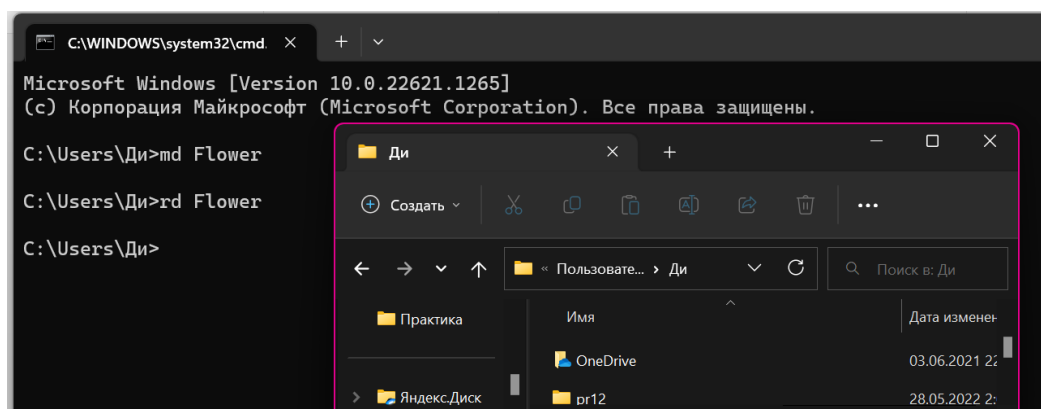 C:\WINDOWS\system32\cmd.
Microsoft Windows [Version 10.0.22621.1265]
(c) Корпорация Майкрософт (Microsoft Corporation). Все права защищены.
C:\Users\Ди>md Flower
C:\Users\Ди>rd Flower
C:\Users\Ди>
Ди
Создать
« Пользовате... › Ди
Поиск в: Ди
Практика
Имя
Дата изменен
OneDrive
03.06.2021 22
Яндекс.Диск
pr12
28.05.2022 2: